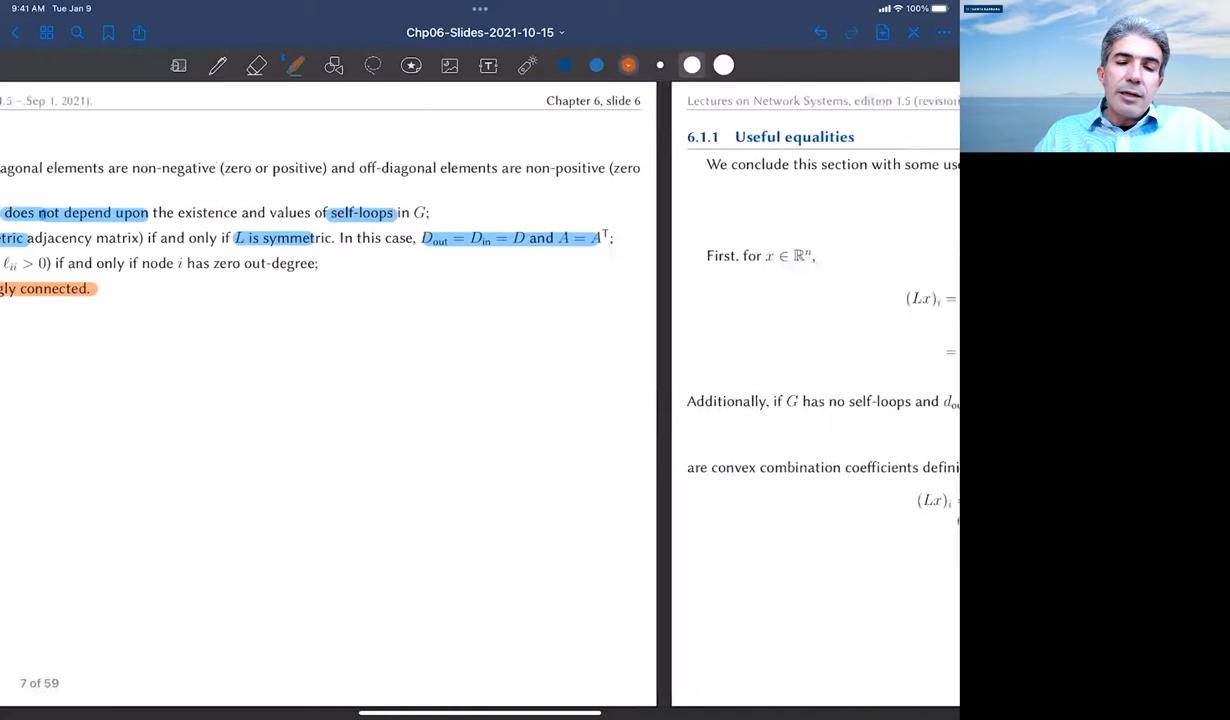 9:41 AM Tue Jan 9
100%
Chp06-Slides-2021-10-15
1.5 – Sep 1, 2021).
Chapter 6, slide 6
agonal elements are non-negative (zero or positive) and off-diagonal elements are non-positive (zero
does not depend upon the existence and values of self-loops in G;
tric adjacency matrix) if and only if L is symmetric. In this case, D_out = D_in = D and A = A^T;
ℓ_ii > 0) if and only if node i has zero out-degree;
gly connected.
7 of 59
Lectures on Network Systems, edition 1.5 (revision
6.1.1 Useful equalities
We conclude this section with some use
First, for x ∈ ℝ^n,
(Lx)_i =
=
Additionally, if G has no self-loops and d_ou
are convex combination coefficients defini
(Lx)_i =